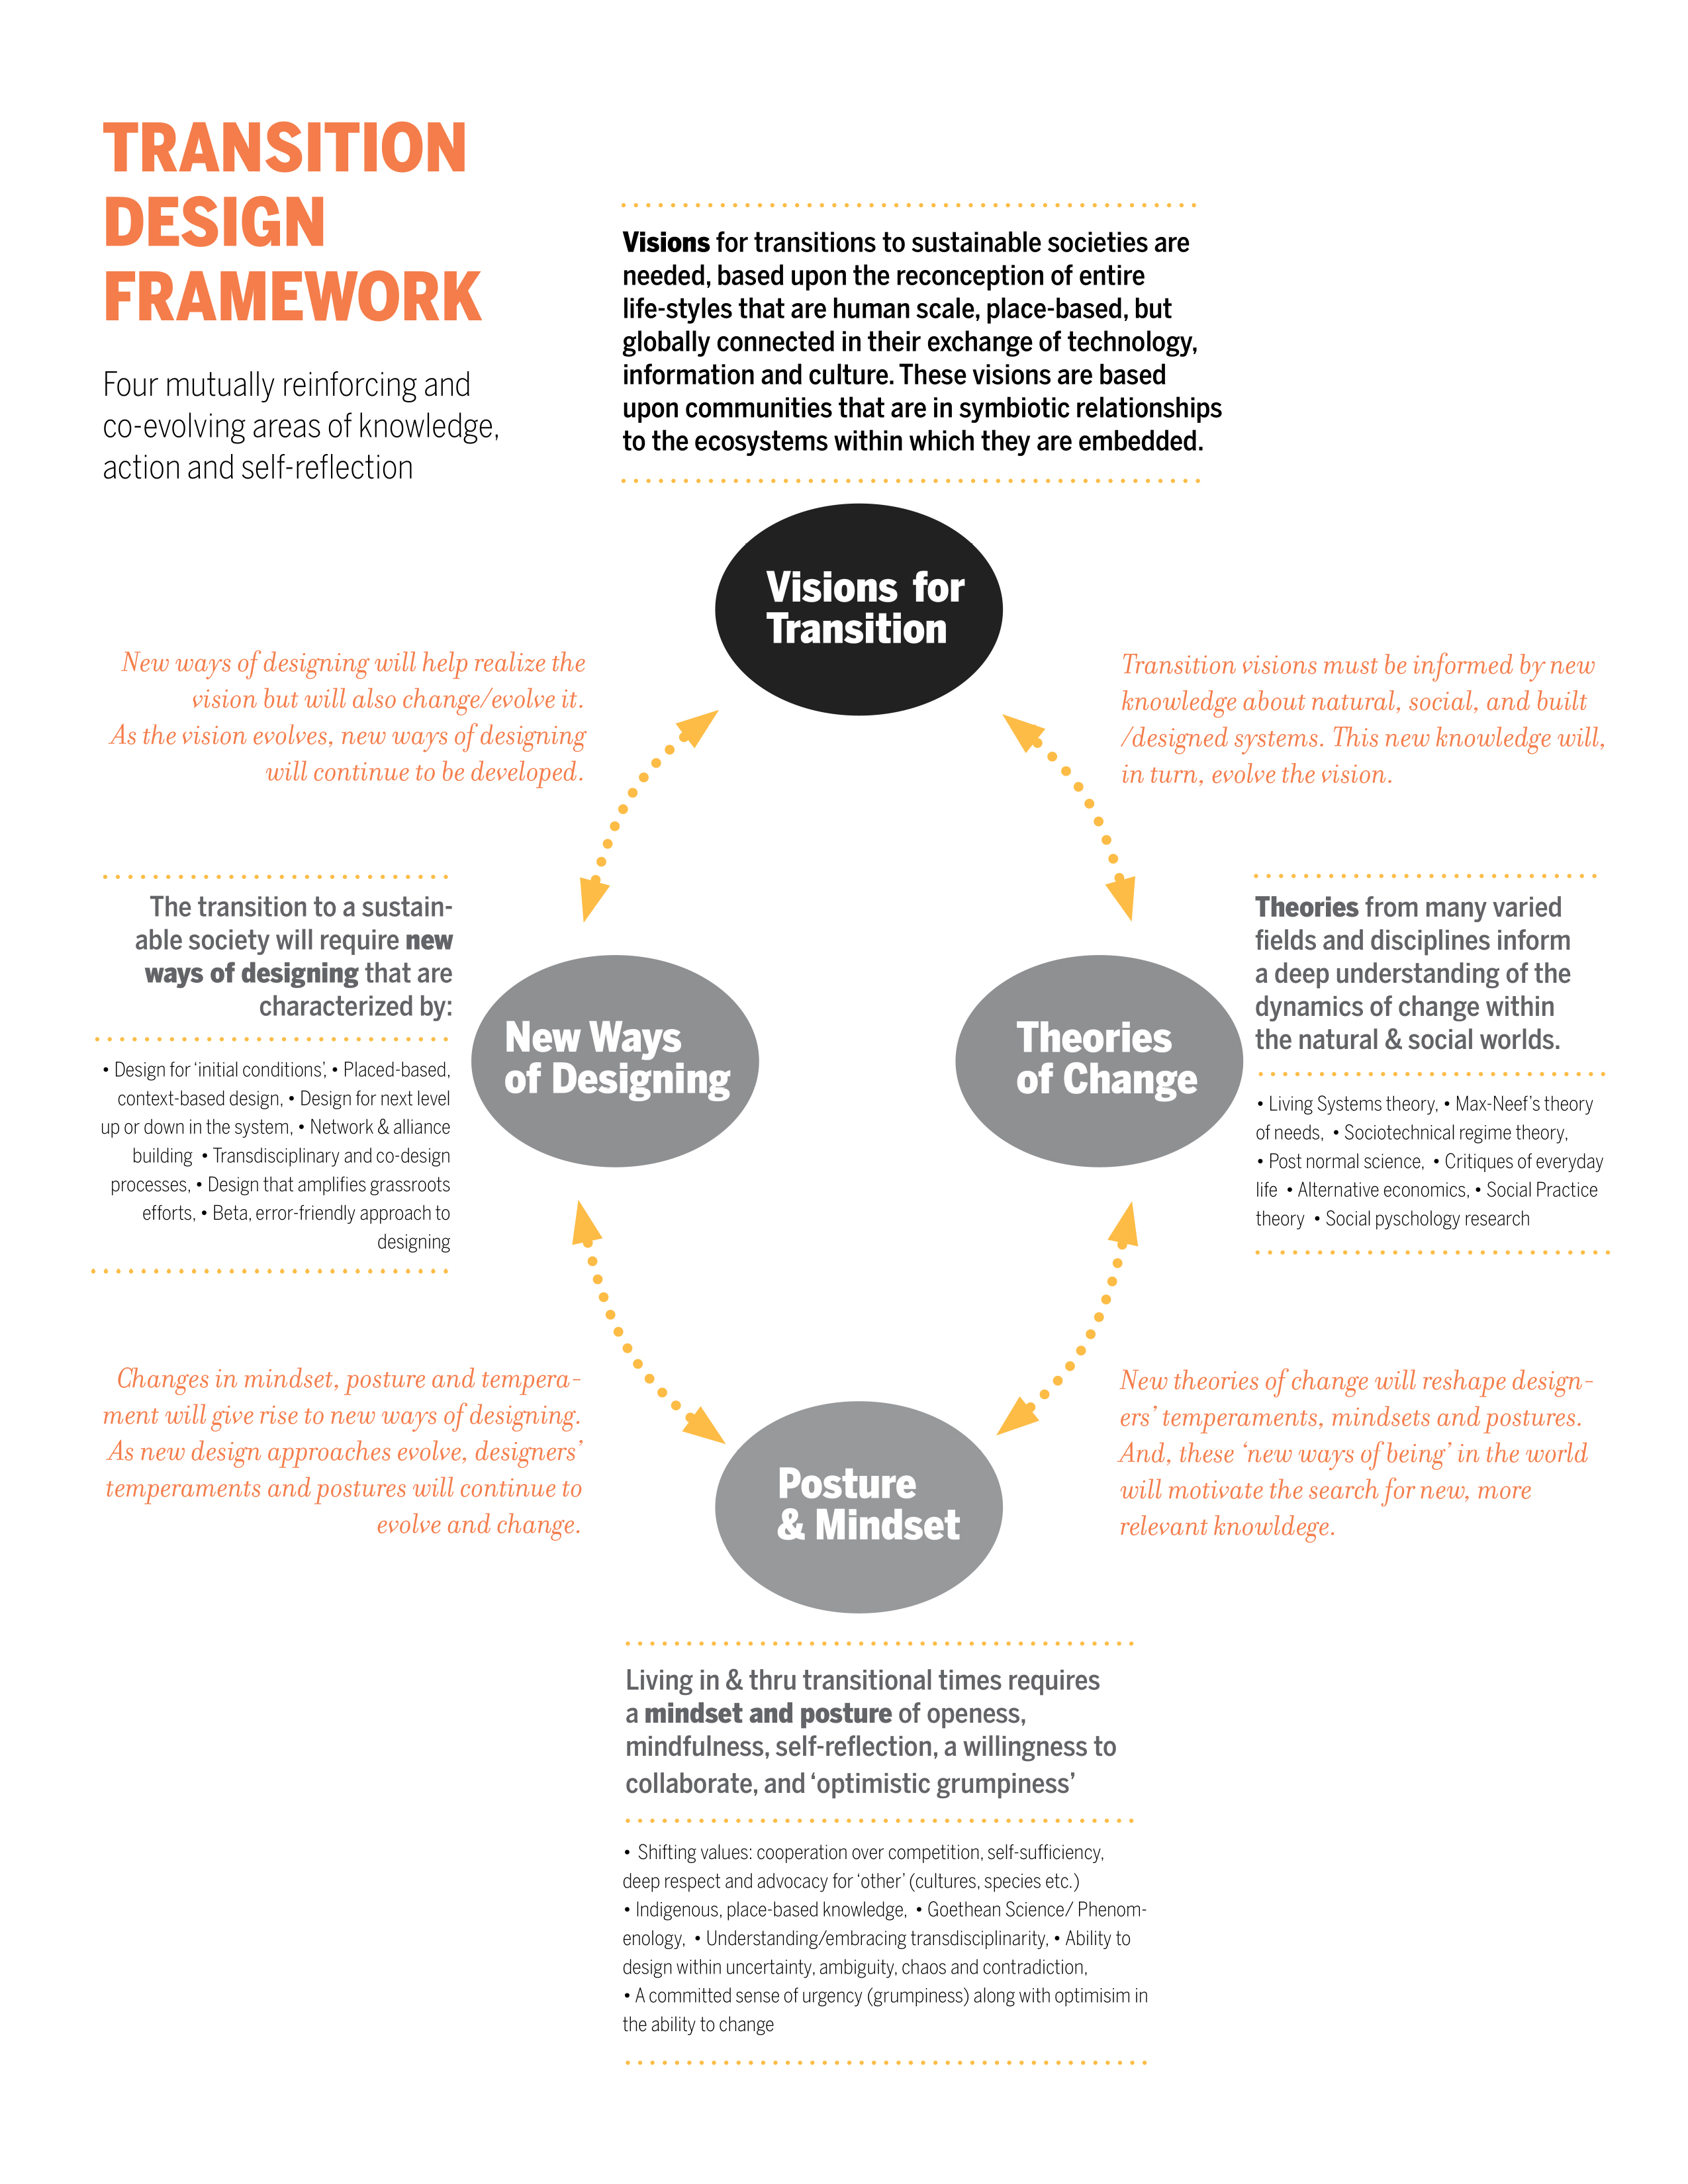 TRANSITION
DESIGN
FRAMEWORK
Four mutually reinforcing and
co-evolving areas of knowledge,
action and self-reflection
Visions for transitions to sustainable societies are
needed, based upon the reconception of entire
life-styles that are human scale, place-based, but
globally connected in their exchange of technology,
information and culture. These visions are based
upon communities that are in symbiotic relationships
to the ecosystems within which they are embedded.
Visions for
Transition
New ways of designing will help realize the
vision but will also change/evolve it.
As the vision evolves, new ways of designing
will continue to be developed.
Transition visions must be informed by new
knowledge about natural, social, and built
/designed systems. This new knowledge will,
in turn, evolve the vision.
The transition to a sustain-
able society will require new
ways of designing that are
characterized by:
• Design for ‘initial conditions’, • Placed-based,
context-based design, • Design for next level
up or down in the system, • Network & alliance
building • Transdisciplinary and co-design
processes, • Design that amplifies grassroots
efforts, • Beta, error-friendly approach to
designing
New Ways
of Designing
Theories
of Change
Theories from many varied
fields and disciplines inform
a deep understanding of the
dynamics of change within
the natural & social worlds.
• Living Systems theory, • Max-Neef’s theory
of needs, • Sociotechnical regime theory,
• Post normal science, • Critiques of everyday
life • Alternative economics, • Social Practice
theory • Social pyschology research
Changes in mindset, posture and tempera-
ment will give rise to new ways of designing.
As new design approaches evolve, designers’
temperaments and postures will continue to
evolve and change.
New theories of change will reshape design-
ers’ temperaments, mindsets and postures.
And, these ‘new ways of being’ in the world
will motivate the search for new, more
relevant knowldege.
Posture
& Mindset
Living in & thru transitional times requires
a mindset and posture of openess,
mindfulness, self-reflection, a willingness to
collaborate, and ‘optimistic grumpiness’
• Shifting values: cooperation over competition, self-sufficiency,
deep respect and advocacy for ‘other’ (cultures, species etc.)
• Indigenous, place-based knowledge, • Goethean Science/ Phenom-
enology, • Understanding/embracing transdisciplinarity, • Ability to
design within uncertainty, ambiguity, chaos and contradiction,
• A committed sense of urgency (grumpiness) along with optimisim in
the ability to change